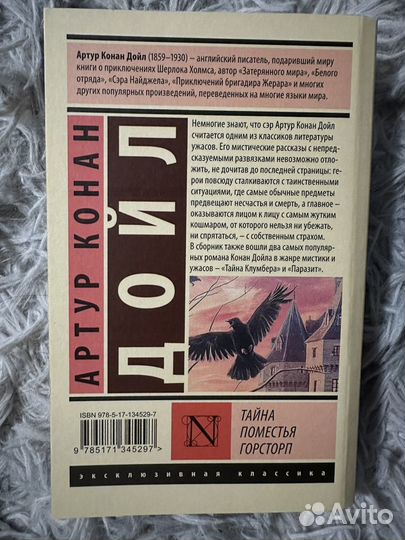 Артур Конан Дойл (1859–1930) – английский писатель, подаривший миру
книги о приключениях Шерлока Холмса, автор «Затерянного мира», «Белого
отряда», «Сэра Найджела», «Приключений бригадира Жерара» и многих
других популярных произведений, переведенных на многие языки мира.
АРТУР КОНАН
ДОЙЛ
Немногие знают, что сэр Артур Конан Дойл
считается одним из классиков литературы
ужасов. Его мистические рассказы с непред-
сказуемыми развязками невозможно отло-
жить, не дочитав до последней страницы: ге-
рои повсюду сталкиваются с таинственными
ситуациями, где самые обычные предметы
предвещают несчастья и смерть, а главное –
оказываются лицом к лицу с самым жутким
кошмаром, от которого нельзя ни убежать,
ни спрятаться, – с собственным страхом.
В сборник также вошли два самых популяр-
ных романа Конан Дойла в жанре мистики и
ужасов – «Тайна Клумбера» и «Паразит».
ISBN 978-5-17-134529-7
9 785171 345297
N
ТАЙНА
ПОМЕСТЬЯ
ГОРСТОРП
эксклюзивная классика
Avito